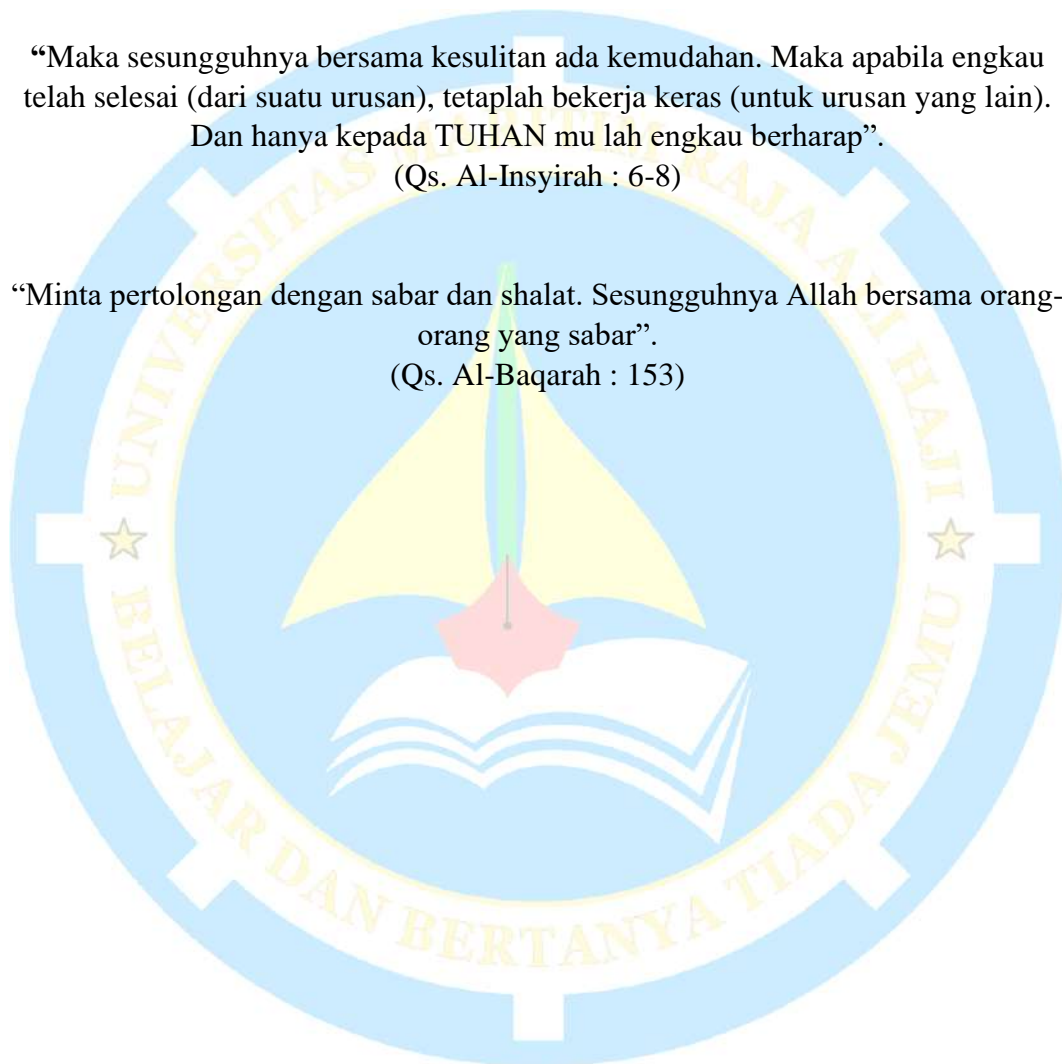 “Maka sesungguhnya bersama kesulitan ada kemudahan. Maka apabila engkau
telah selesai (dari suatu urusan), tetaplah bekerja keras (untuk urusan yang lain).
Dan hanya kepada TUHAN mu lah engkau berharap”.
(Qs. Al-Insyirah : 6-8)
“Minta pertolongan dengan sabar dan shalat. Sesungguhnya Allah bersama orang-
orang yang sabar”.
(Qs. Al-Baqarah : 153)
UNIVERSITAS MARITIM RAJA ALI HAJI
BELAJAR DAN BERTANYA TIADA JEMU